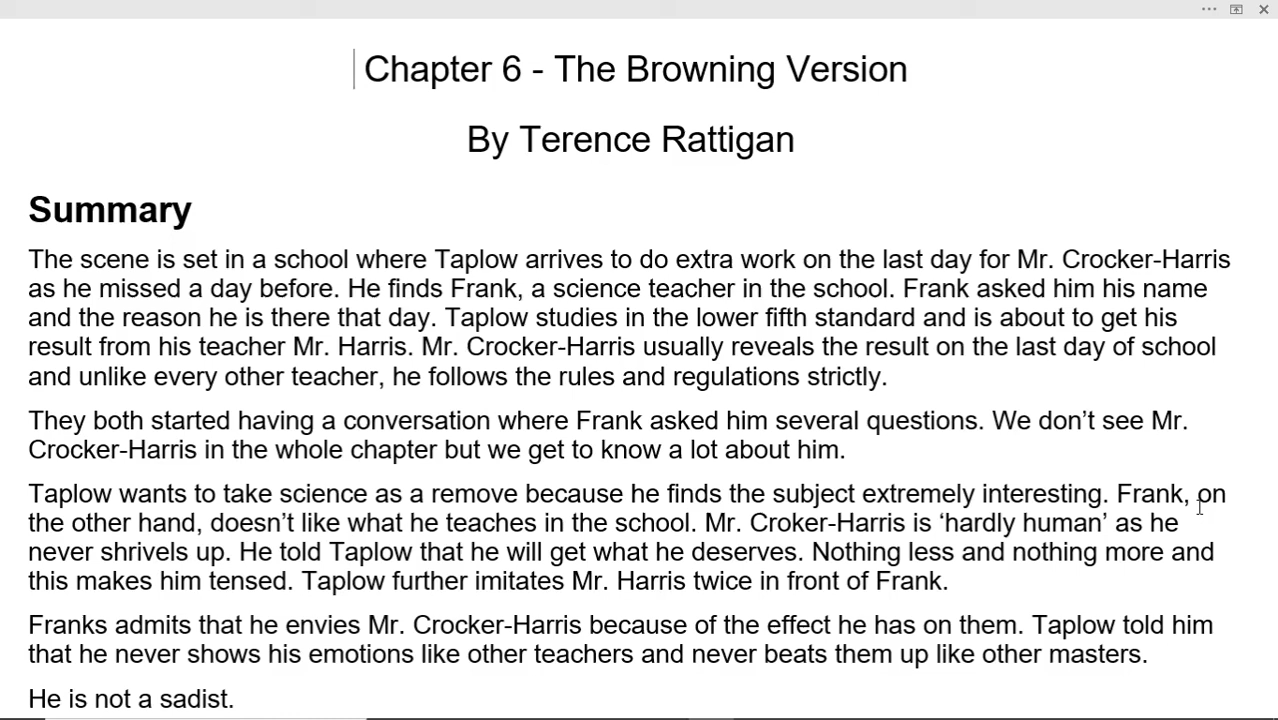 Chapter 6 - The Browning Version
By Terence Rattigan
Summary
The scene is set in a school where Taplow arrives to do extra work on the last day for Mr. Crocker-Harris
as he missed a day before. He finds Frank, a science teacher in the school. Frank asked him his name
and the reason he is there that day. Taplow studies in the lower fifth standard and is about to get his
result from his teacher Mr. Harris. Mr. Crocker-Harris usually reveals the result on the last day of school
and unlike every other teacher, he follows the rules and regulations strictly.
They both started having a conversation where Frank asked him several questions. We don’t see Mr.
Crocker-Harris in the whole chapter but we get to know a lot about him.
Taplow wants to take science as a remove because he finds the subject extremely interesting. Frank, on
the other hand, doesn’t like what he teaches in the school. Mr. Croker-Harris is ‘hardly human’ as he
never shrivels up. He told Taplow that he will get what he deserves. Nothing less and nothing more and
this makes him tensed. Taplow further imitates Mr. Harris twice in front of Frank.
Franks admits that he envies Mr. Crocker-Harris because of the effect he has on them. Taplow told him
that he never shows his emotions like other teachers and never beats them up like other masters.
He is not a sadist.